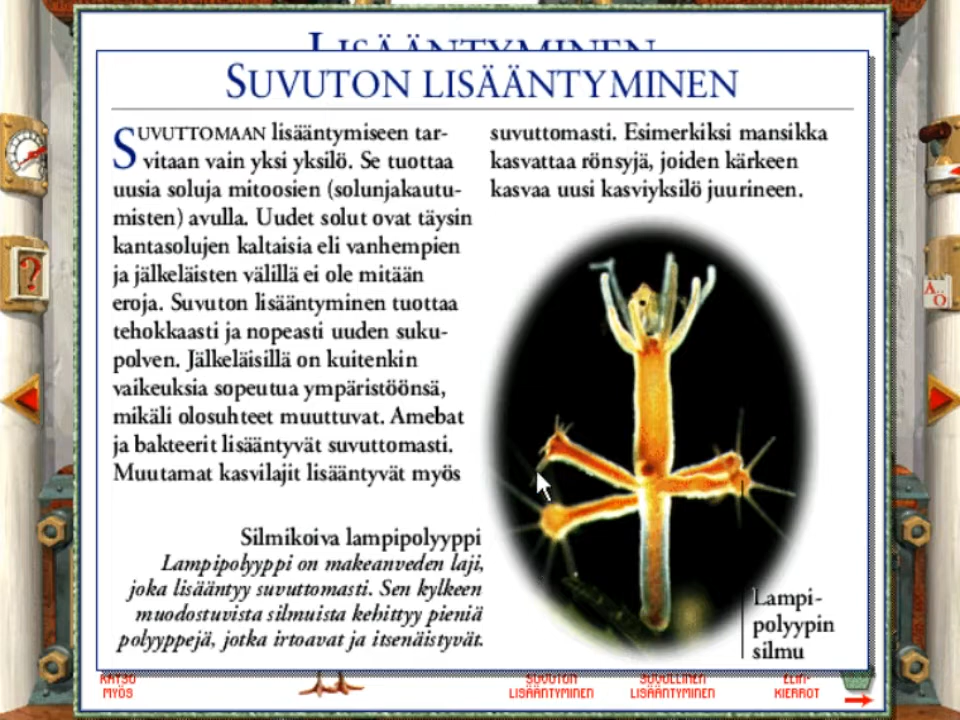 LISÄÄNTYMINEN
SUVUTON LISÄÄNTYMINEN
SUVUTTOMAAN lisääntymiseen tar-
vitaan vain yksi yksilö. Se tuottaa
uusia soluja mitoosien (solunjakautu-
misten) avulla. Uudet solut ovat täysin
kantasolujen kaltaisia eli vanhempien
ja jälkeläisten välillä ei ole mitään
eroja. Suvuton lisääntyminen tuottaa
tehokkaasti ja nopeasti uuden suku-
polven. Jälkeläisillä on kuitenkin
vaikeuksia sopeutua ympäristöönsä,
mikäli olosuhteet muuttuvat. Amebat
ja bakteerit lisääntyvät suvuttomasti.
Muutamat kasvilajit lisääntyvät myös
suvuttomasti. Esimerkiksi mansikka
kasvattaa rönsyjä, joiden kärkeen
kasvaa uusi kasviyksilö juurineen.
Silmikoiva lampipolyyppi
Lampipolyyppi on makeanveden laji,
joka lisääntyy suvuttomasti. Sen kylkeen
muodostuvista silmuista kehittyy pieniä
polyyppejä, jotka irtoavat ja itsenäistyvät.
Lampi-
polyypin
silmu
KATSO
MYÖS
SUVUTON
LISÄÄNTYMINEN
SUVULLINEN
LISÄÄNTYMINEN
ELIN-
KIERROT
?
A...
Ö